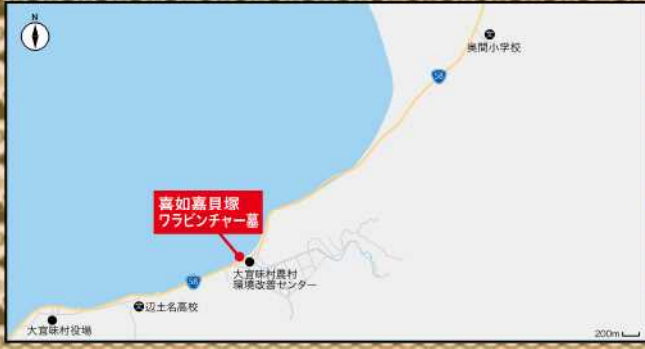 N
奥間小学校
58
喜如嘉貝塚
ワラビンチャー墓
大宜味村農村
環境改善センター
58
辺土名高校
大宜味村役場
200m